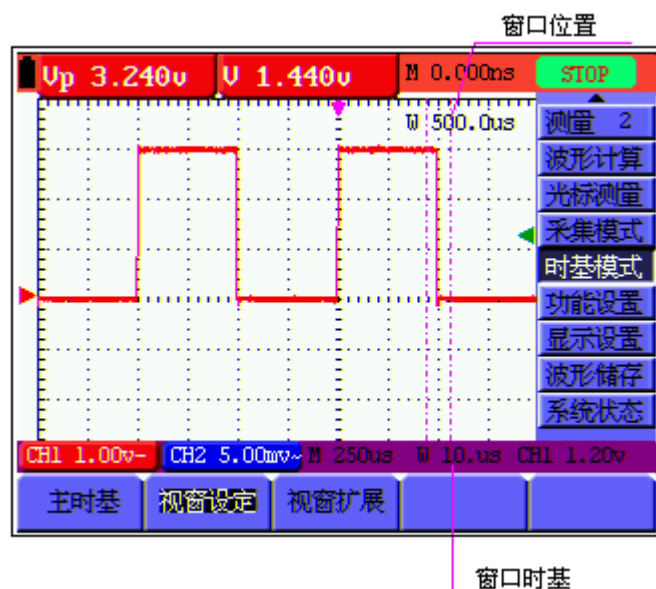 窗口位置
Vp 3.240v V 1.440v M 0.000ns STOP
W 500.0us
测量 2
波形计算
光标测量
采集模式
时基模式
功能设置
显示设置
波形储存
系统状态
CH1 1.00v- CH2 5.00mv~ M 250us W 10.us CH1 1.20v
主时基 视窗设定 视窗扩展
窗口时基